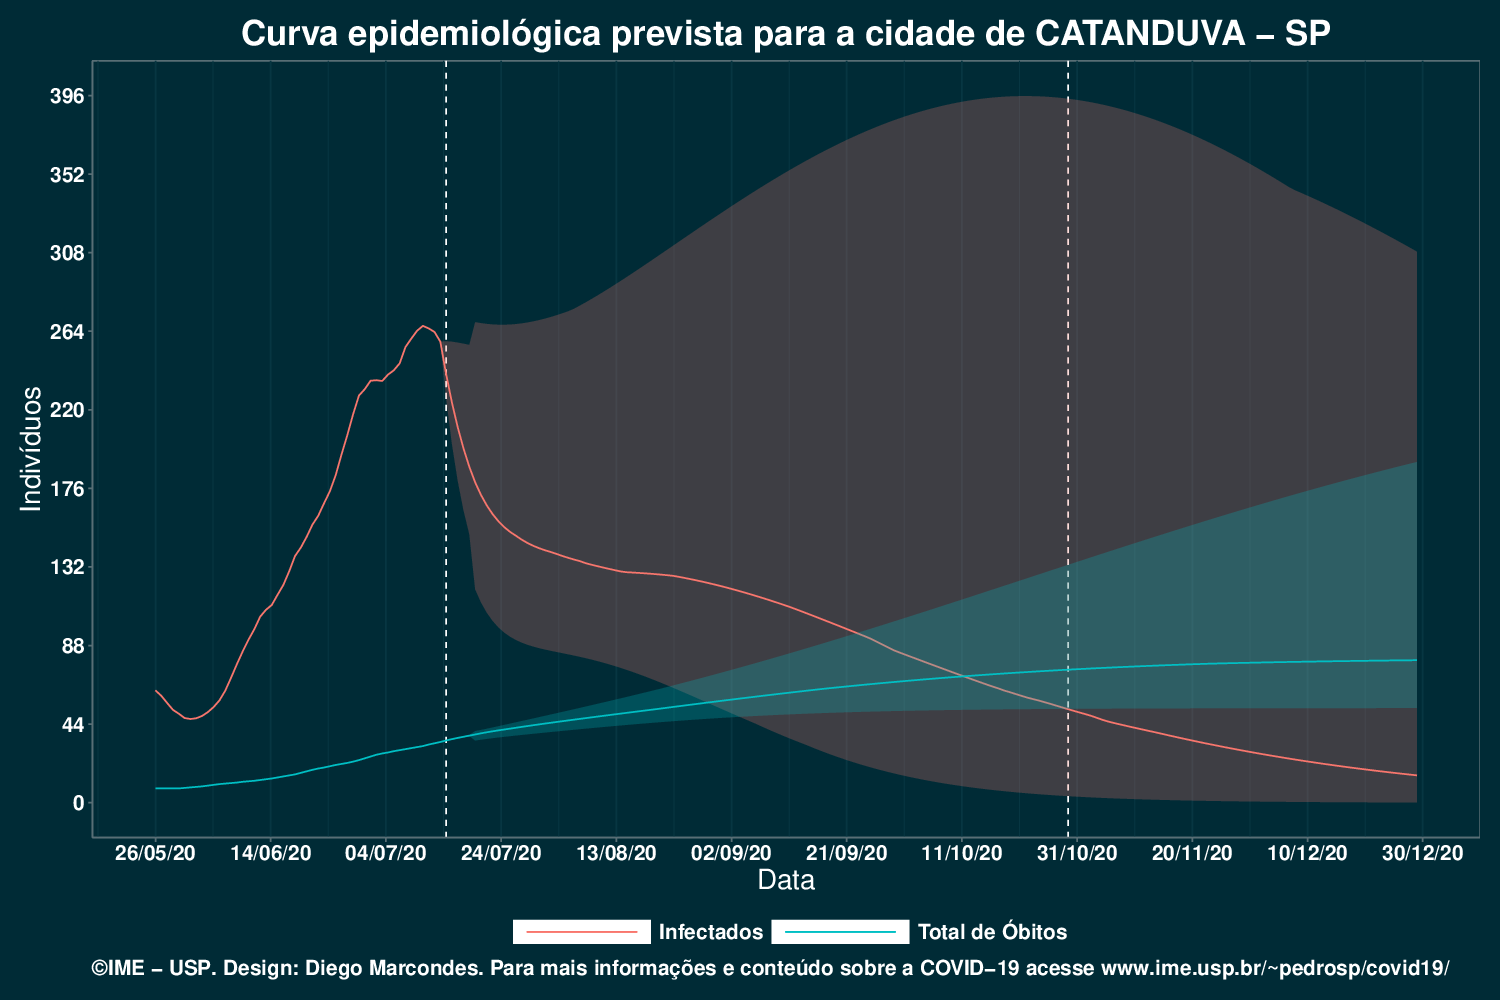 Curva epidemiológica prevista para a cidade de CATANDUVA – SP
Indivíduos
396
352
308
264
220
176
132
88
44
0
26/05/20 14/06/20 04/07/20 24/07/20 13/08/20 02/09/20 21/09/20 11/10/20 31/10/20 20/11/20 10/12/20 30/12/20
Data
Infectados Total de Óbitos
©IME – USP. Design: Diego Marcondes. Para mais informações e conteúdo sobre a COVID–19 acesse www.ime.usp.br/~pedrosp/covid19/